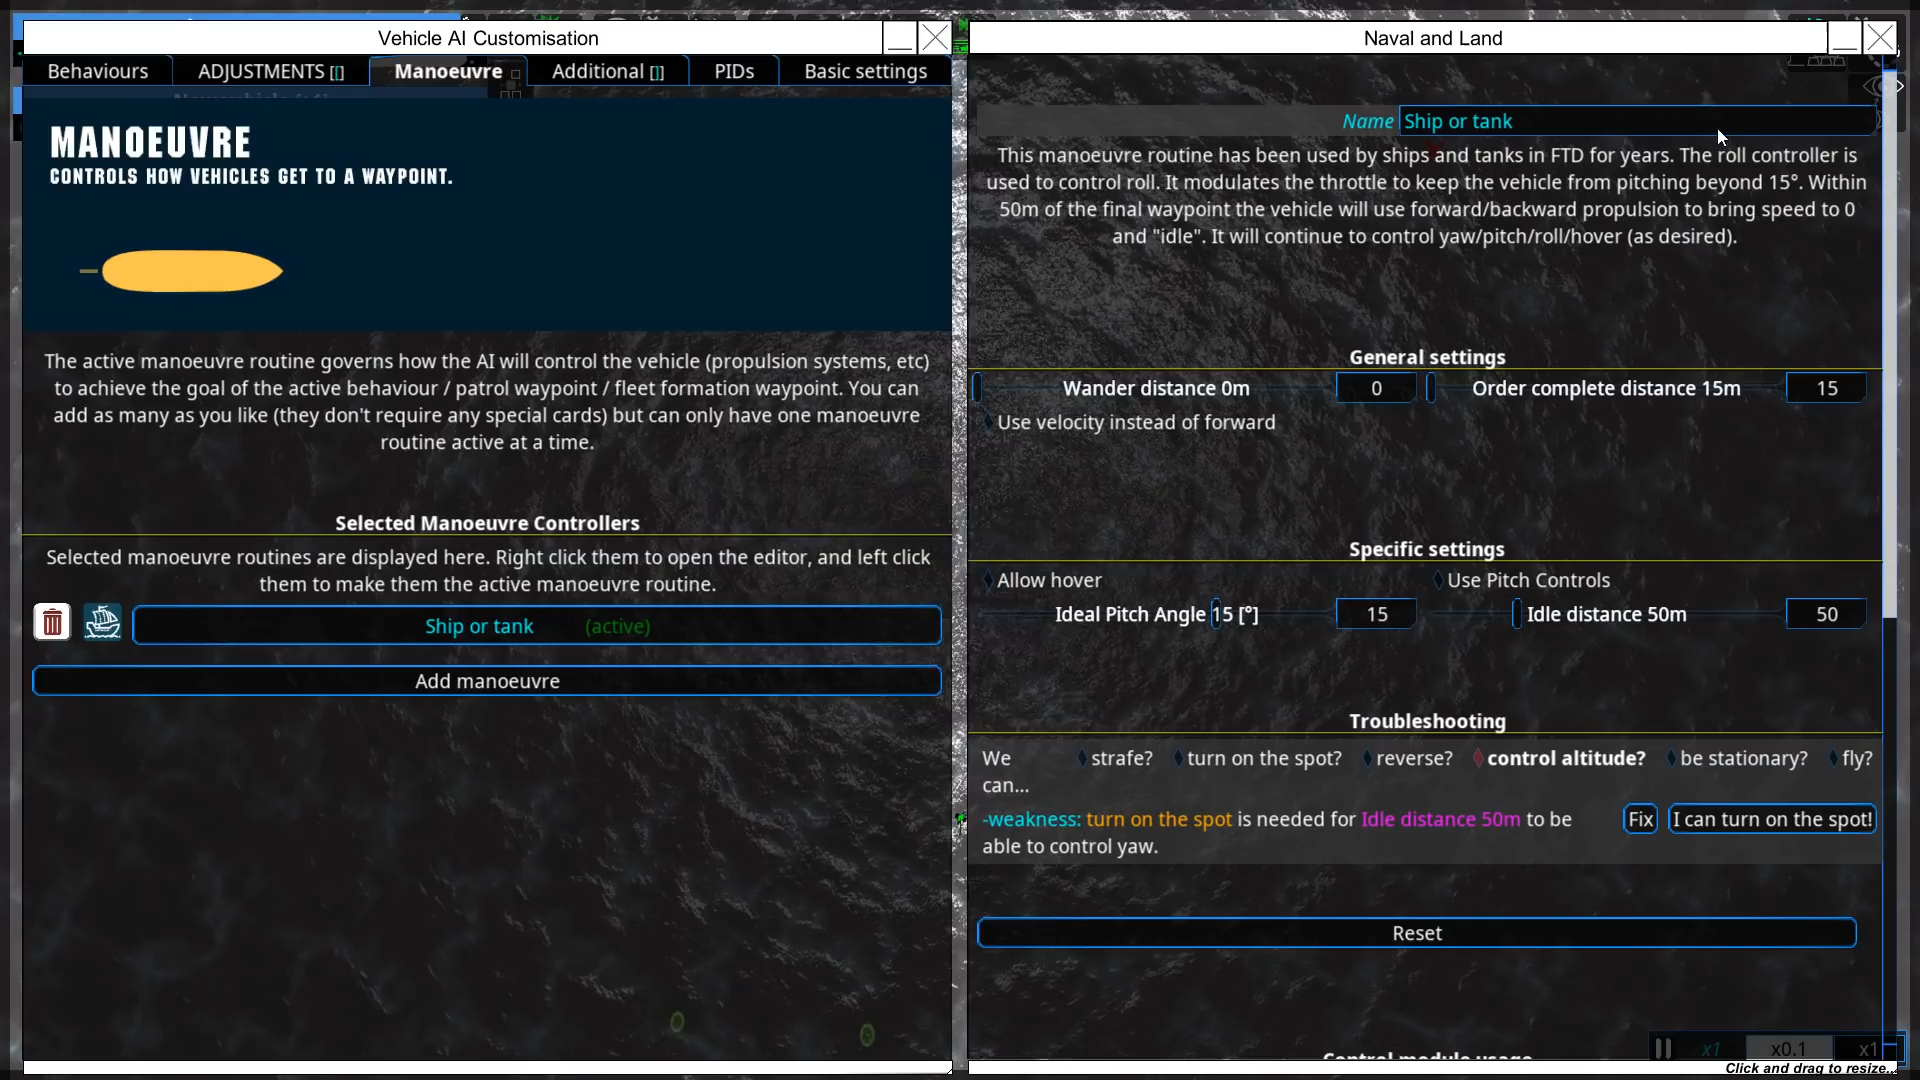 Vehicle AI Customisation
Behaviours
ADJUSTMENTS [[]
Manoeuvre
Additional []]
PIDs
Basic settings
MANOEUVRE
CONTROLS HOW VEHICLES GET TO A WAYPOINT.
The active manoeuvre routine governs how the AI will control the vehicle (propulsion systems, etc)
to achieve the goal of the active behaviour / patrol waypoint / fleet formation waypoint. You can
add as many as you like (they don't require any special cards) but can only have one manoeuvre
routine active at a time.
Selected Manoeuvre Controllers
Selected manoeuvre routines are displayed here. Right click them to open the editor, and left click
them to make them the active manoeuvre routine.
Ship or tank (active)
Add manoeuvre
Naval and Land
Name Ship or tank
This manoeuvre routine has been used by ships and tanks in FTD for years. The roll controller is
used to control roll. It modulates the throttle to keep the vehicle from pitching beyond 15°. Within
50m of the final waypoint the vehicle will use forward/backward propulsion to bring speed to 0
and "idle". It will continue to control yaw/pitch/roll/hover (as desired).
General settings
Wander distance 0m 0 Order complete distance 15m 15
Use velocity instead of forward
Specific settings
Allow hover Use Pitch Controls
Ideal Pitch Angle 15 [°] 15 Idle distance 50m 50
Troubleshooting
We strafe? turn on the spot? reverse? control altitude? be stationary? fly?
can...
-weakness: turn on the spot is needed for Idle distance 50m to be Fix I can turn on the spot!
able to control yaw.
Reset
Control module usage
x1 x0.1 x1
Click and drag to resize...